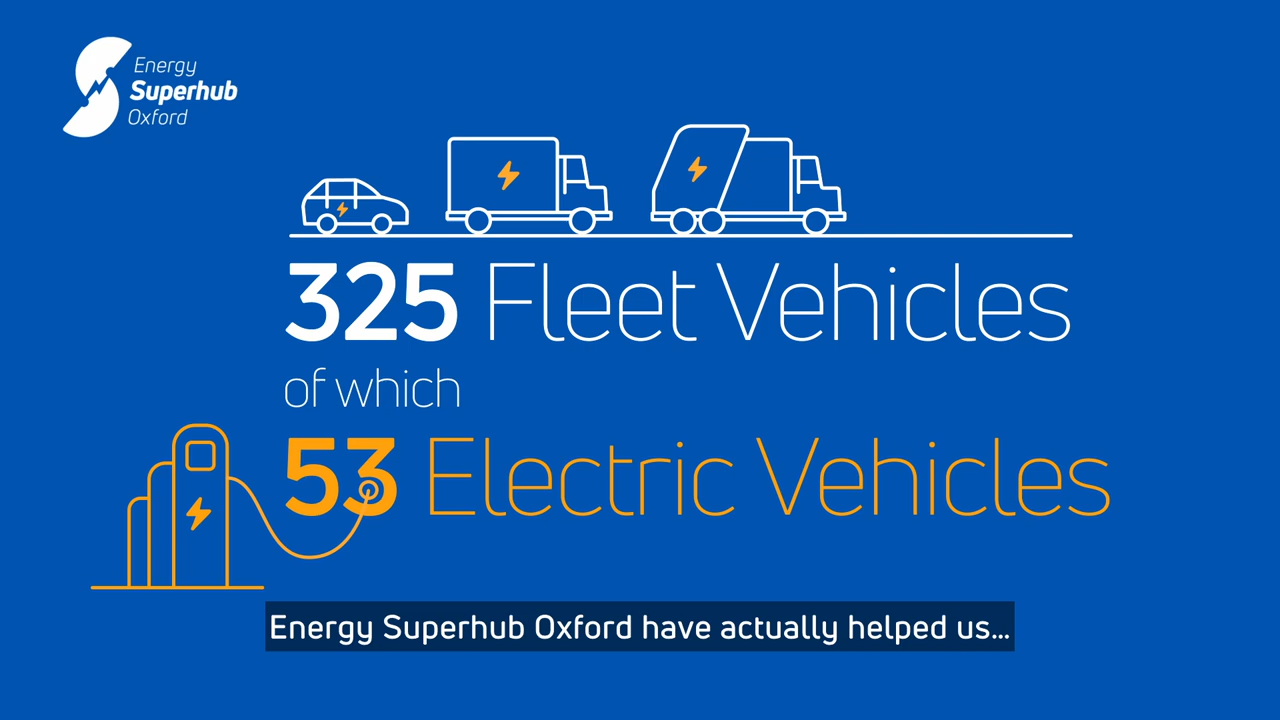 Energy
Superhub
Oxford
325 Fleet Vehicles
of which
53 Electric Vehicles
Energy Superhub Oxford have actually helped us...